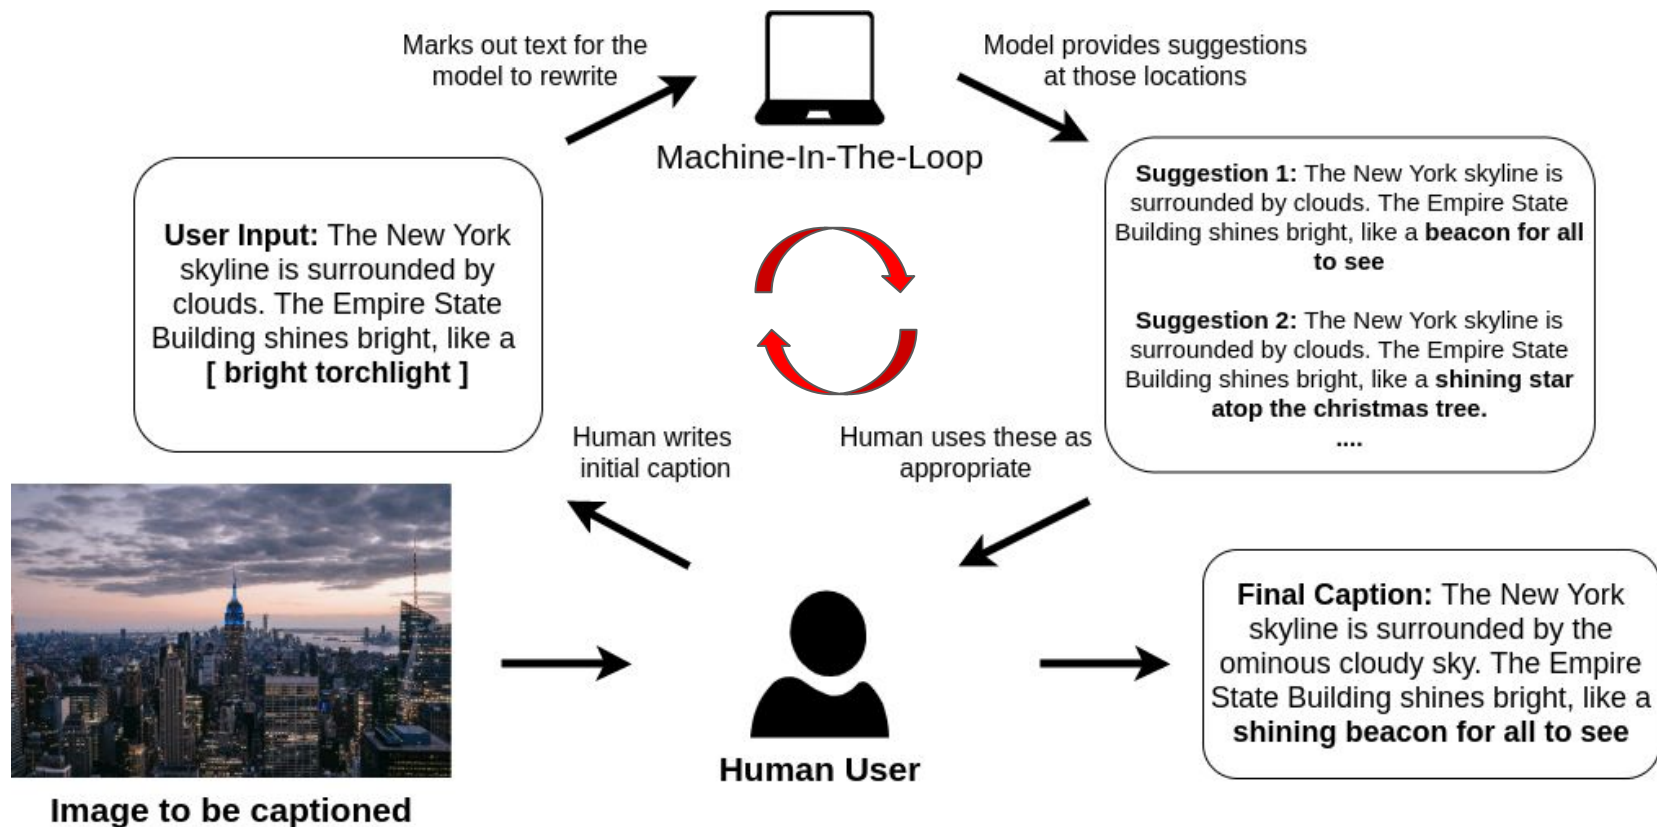 Marks out text for the
model to rewrite
Model provides suggestions
at those locations
Machine-In-The-Loop
User Input: The New York
skyline is surrounded by
clouds. The Empire State
Building shines bright, like a
[ bright torchlight ]
Suggestion 1: The New York skyline is
surrounded by clouds. The Empire State
Building shines bright, like a beacon for all
to see
Suggestion 2: The New York skyline is
surrounded by clouds. The Empire State
Building shines bright, like a shining star
atop the christmas tree.
....
Human writes
initial caption
Human uses these as
appropriate
Image to be captioned
Human User
Final Caption: The New York
skyline is surrounded by the
ominous cloudy sky. The Empire
State Building shines bright, like a
shining beacon for all to see